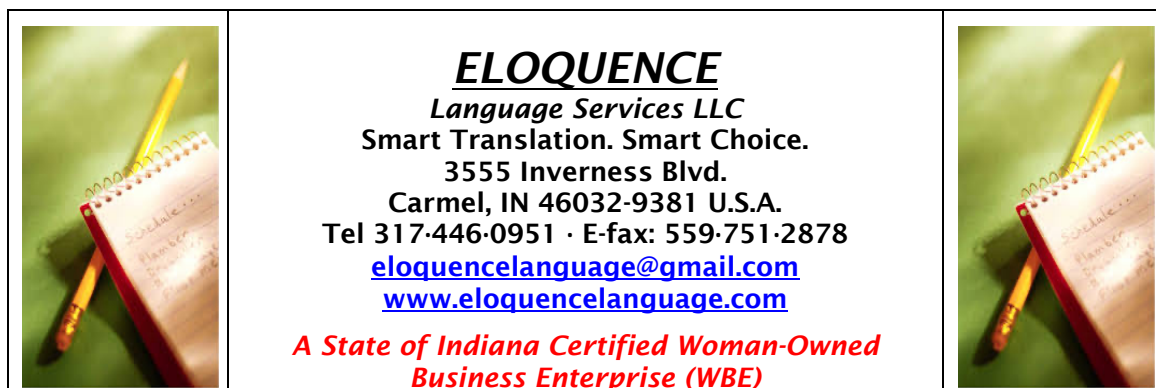 ELOQUENCE
Language Services LLC
Smart Translation. Smart Choice.
3555 Inverness Blvd.
Carmel, IN 46032-9381 U.S.A.
Tel 317·446·0951 · E-fax: 559·751·2878
eloquencelanguage@gmail.com
www.eloquencelanguage.com
A State of Indiana Certified Woman-Owned
Business Enterprise (WBE)